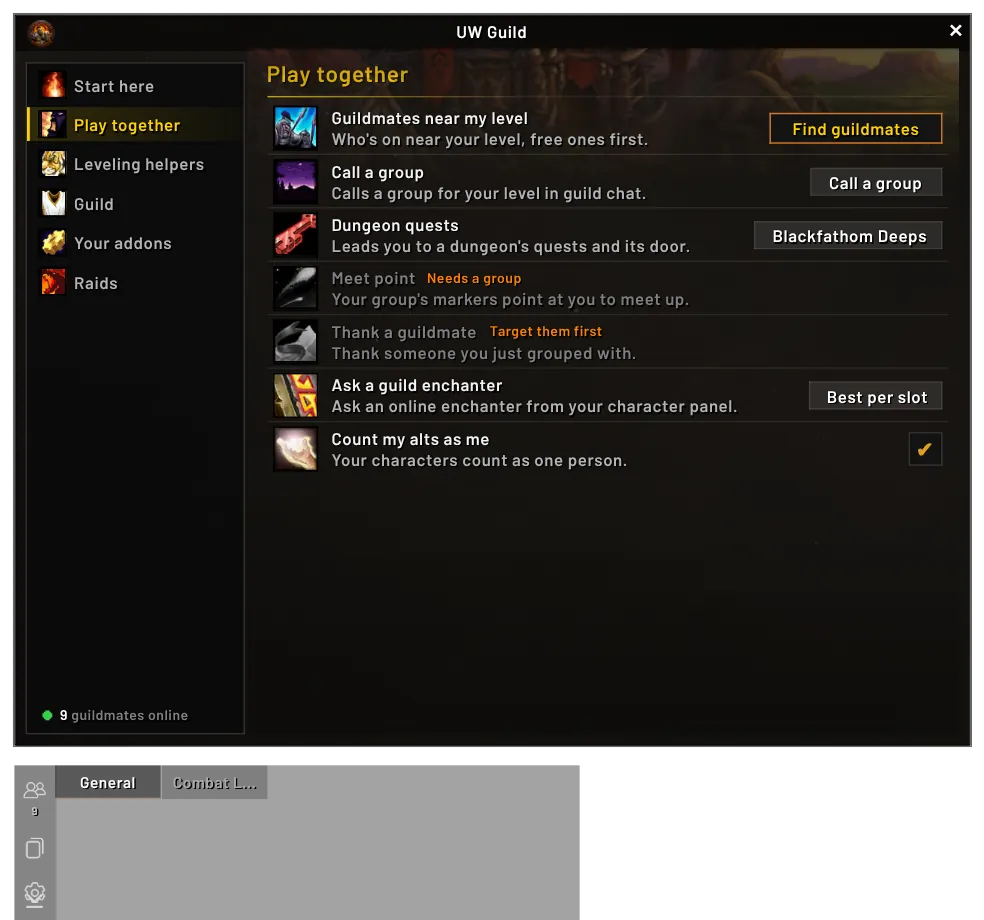 UW Guild
Start here
Play together
Leveling helpers
Guild
Your addons
Raids
9 guildmates online
Play together
Guildmates near my level
Who's on near your level, free ones first.
Find guildmates
Call a group
Calls a group for your level in guild chat.
Call a group
Dungeon quests
Leads you to a dungeon's quests and its door.
Blackfathom Deeps
Meet point Needs a group
Your group's markers point at you to meet up.
Thank a guildmate Target them first
Thank someone you just grouped with.
Ask a guild enchanter
Ask an online enchanter from your character panel.
Best per slot
Count my alts as me
Your characters count as one person.
General
Combat L...
9